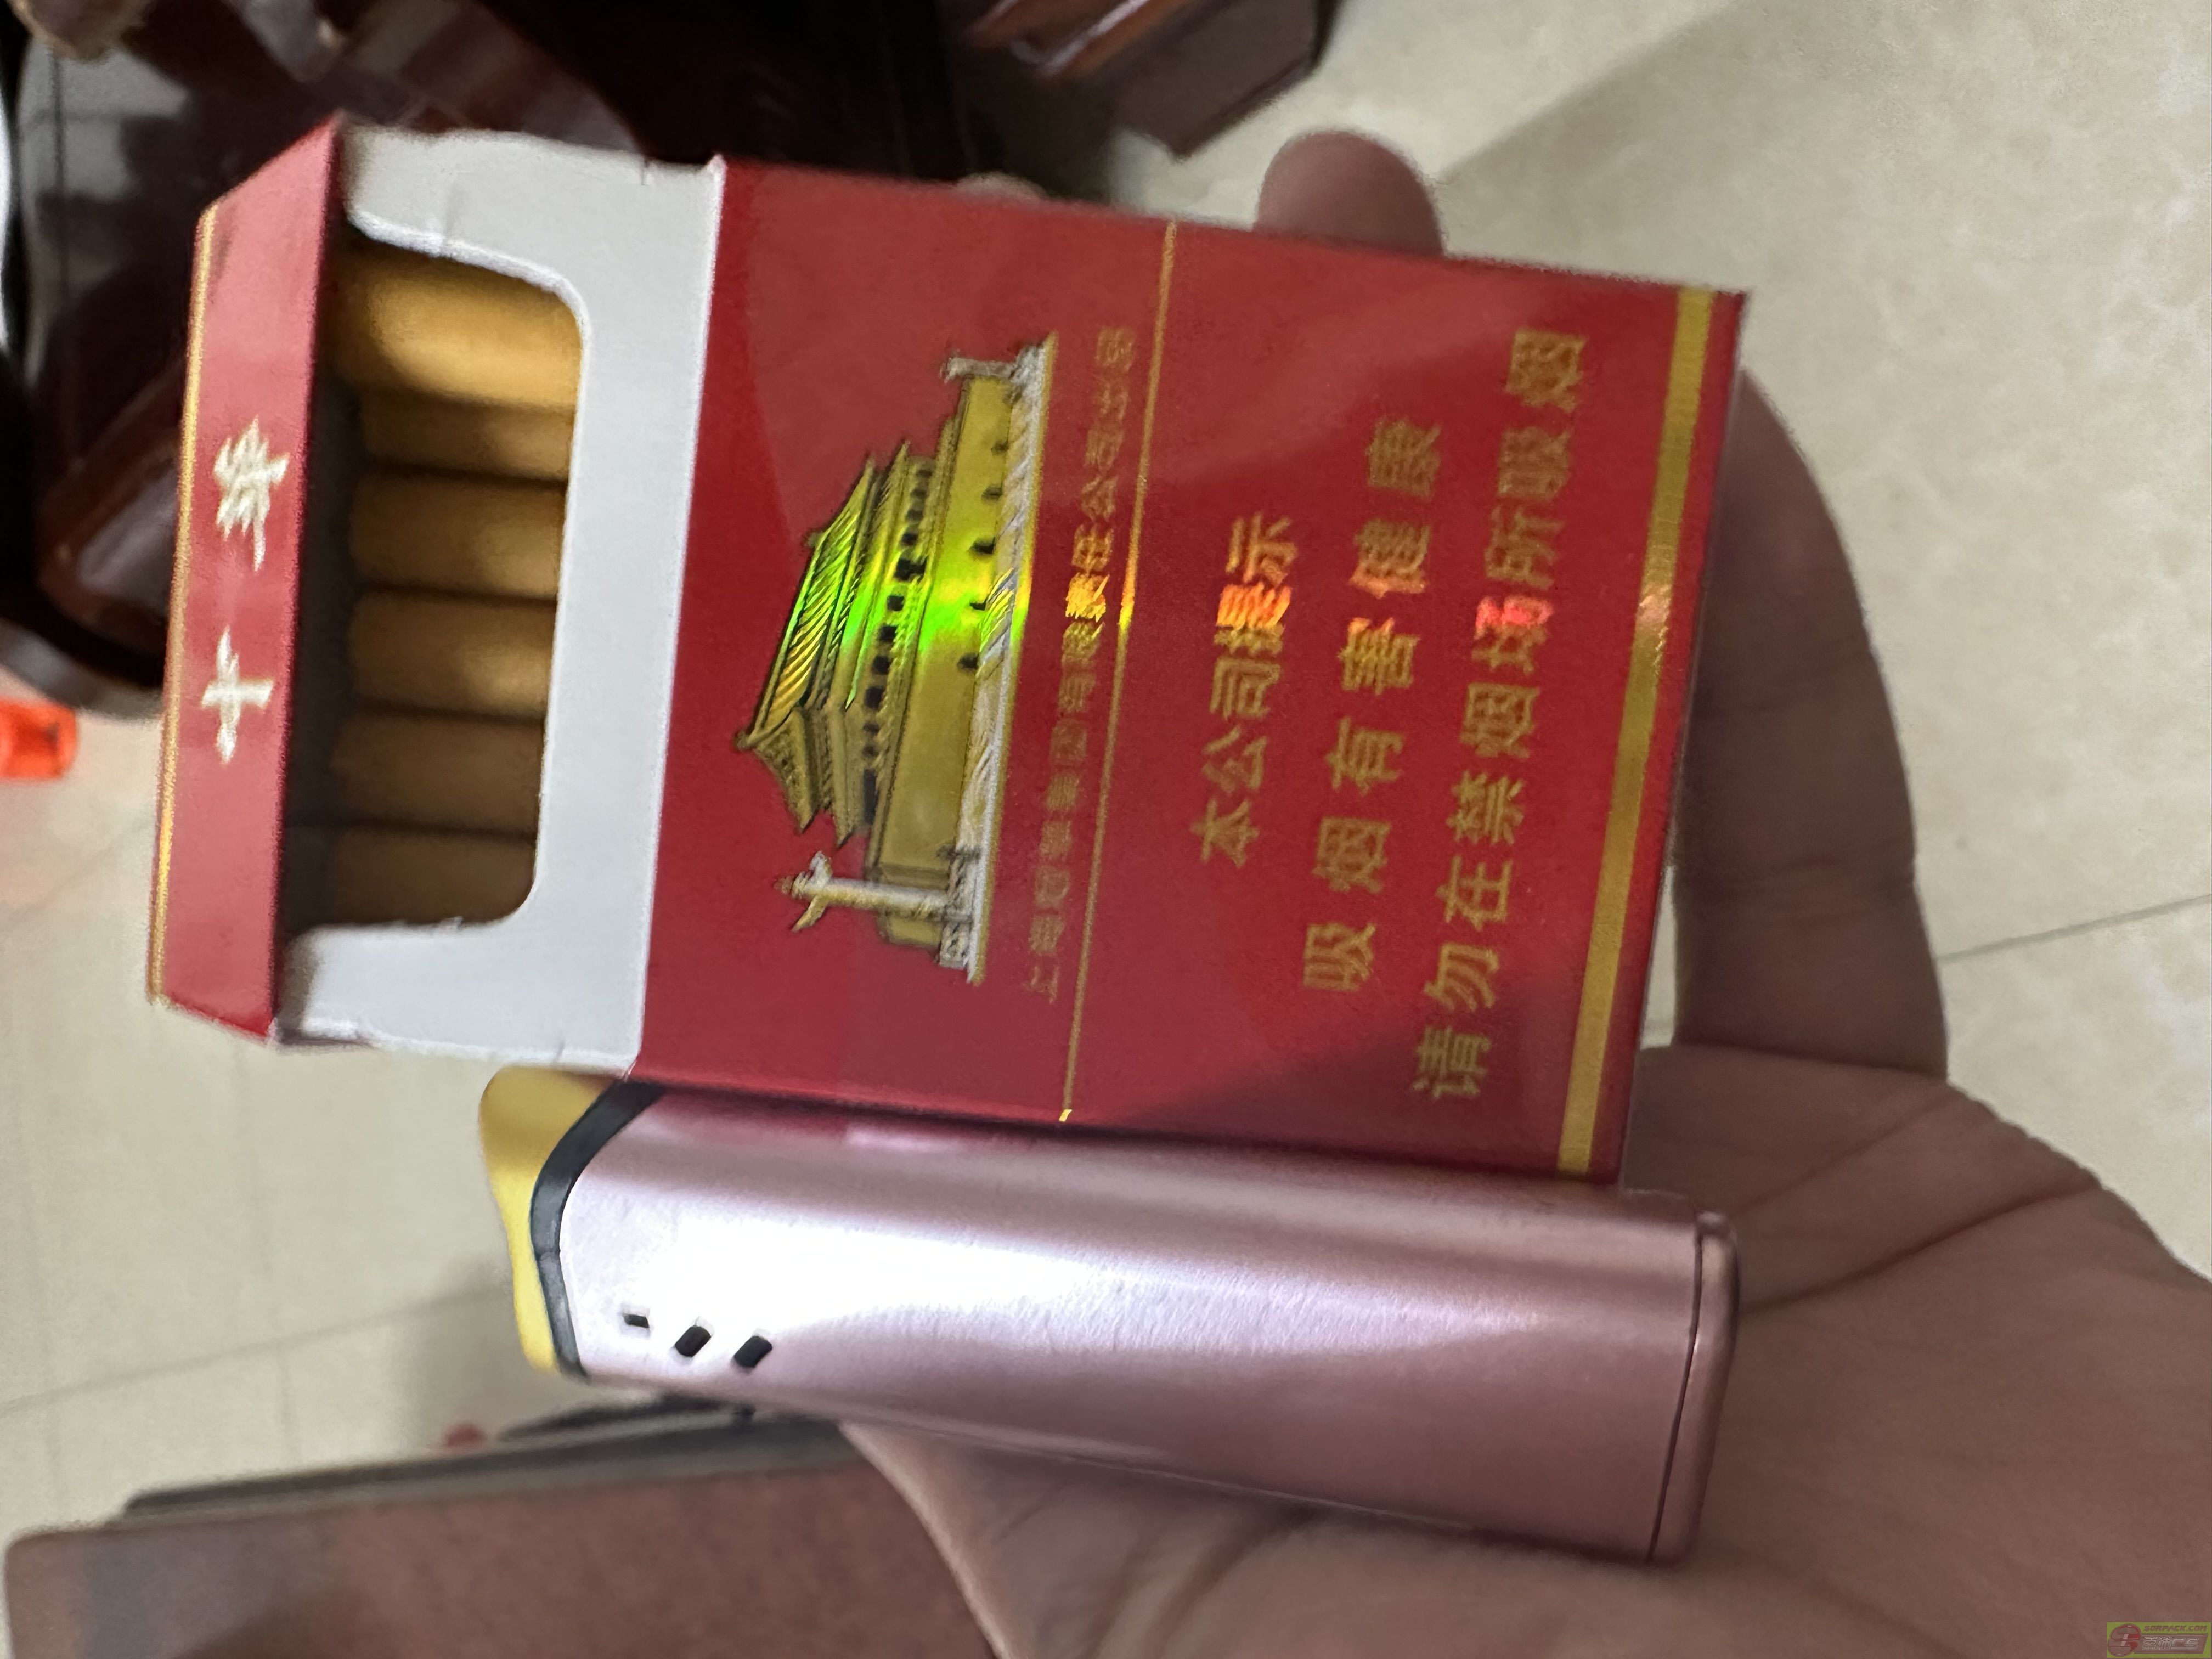 中华
上海烟草集团有限责任公司出品
本公司提示
吸烟有害健康
请勿在禁烟场所吸烟